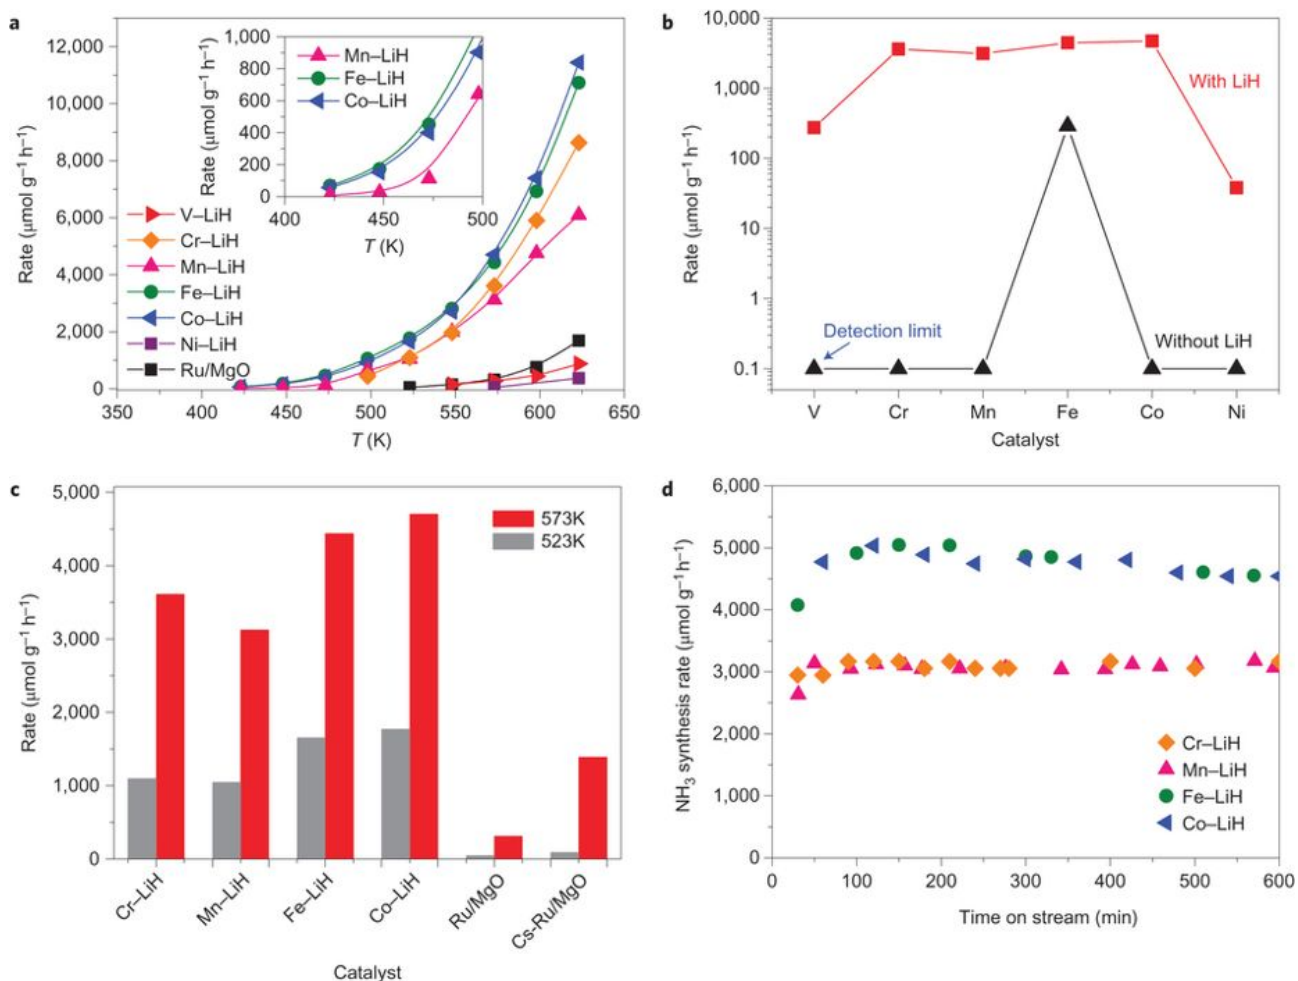 a
13,000
12,000
10,000
8,000
6,000
4,000
2,000
0
Rate (μmol g⁻¹ h⁻¹)
350
400
450
500
550
600
650
T (K)
V–LiH
Cr–LiH
Mn–LiH
Fe–LiH
Co–LiH
Ni–LiH
Ru/MgO
1,000
800
600
400
200
0
Rate (μmol g⁻¹ h⁻¹)
400
450
500
T (K)
Mn–LiH
Fe–LiH
Co–LiH
b
10,000
1,000
100
10
1
0.1
Rate (μmol g⁻¹ h⁻¹)
With LiH
Detection limit
Without LiH
V
Cr
Mn
Fe
Co
Ni
Catalyst
c
5,000
4,000
3,000
2,000
1,000
0
Rate (μmol g⁻¹ h⁻¹)
573K
523K
Cr–LiH
Mn–LiH
Fe–LiH
Co–LiH
Ru/MgO
Cs-Ru/MgO
Catalyst
d
6,000
5,000
4,000
3,000
2,000
1,000
0
NH₃ synthesis rate (μmol g⁻¹ h⁻¹)
Cr–LiH
Mn–LiH
Fe–LiH
Co–LiH
0
100
200
300
400
500
600
Time on stream (min)